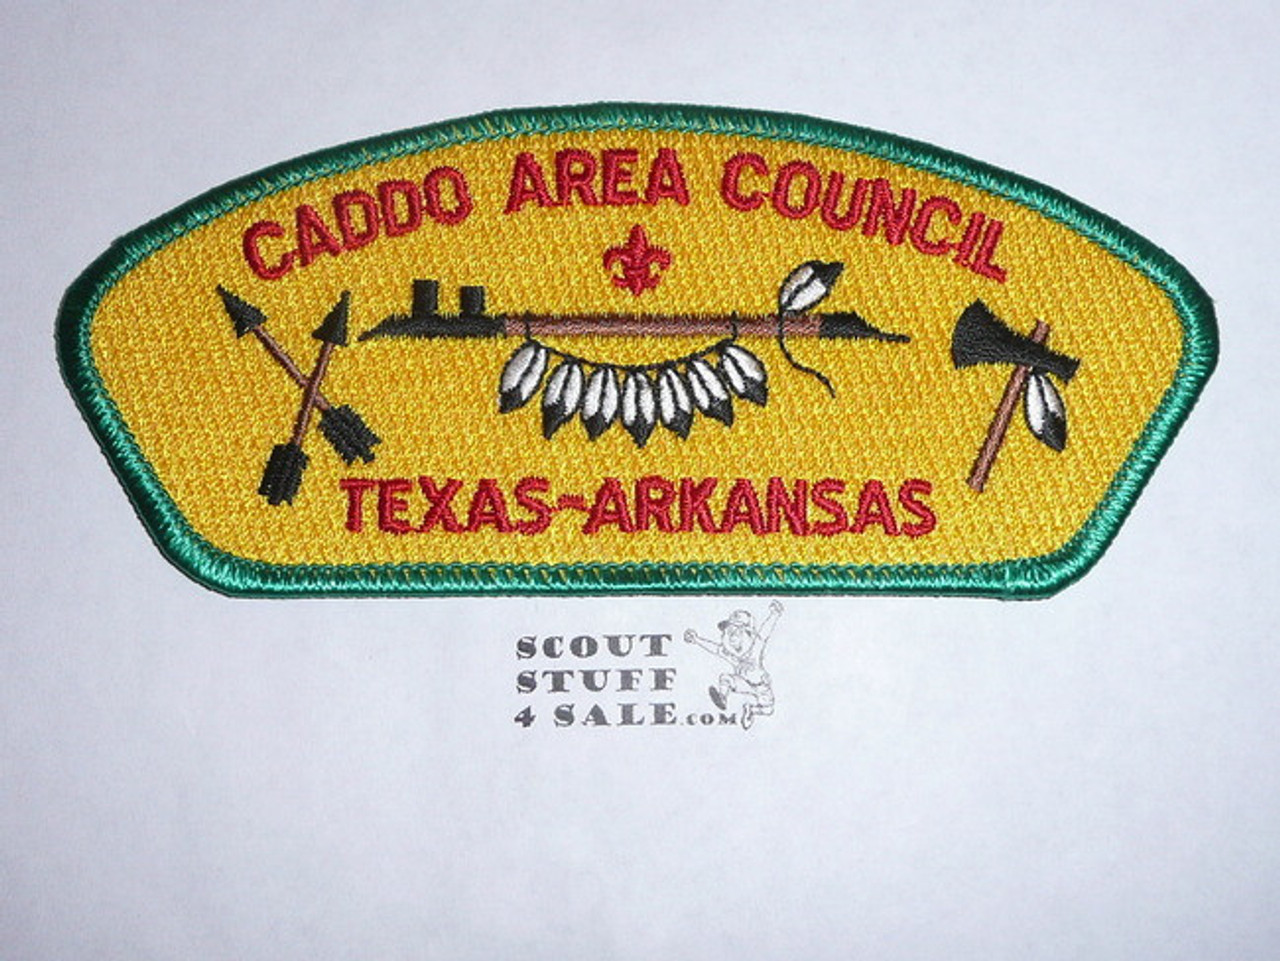 CADDO AREA COUNCIL
TEXAS-ARKANSAS
SCOUT
STUFF
4 SALE.COM